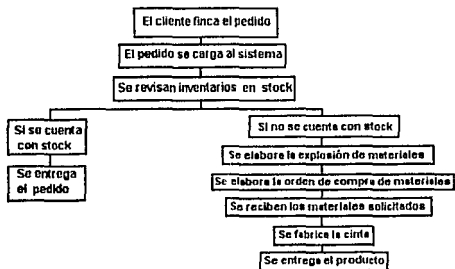 El cliente finca el pedido
El pedido se carga al sistema
Se revisan inventarios en stock
Si se cuenta
con stock
Se entrega
el pedido
Si no se cuenta con stock
Se elabora la explosión de materiales
Se elabora la orden de compra de materiales
Se reciben los materiales solicitados
Se fabrica la cinta
Se entrega el producto